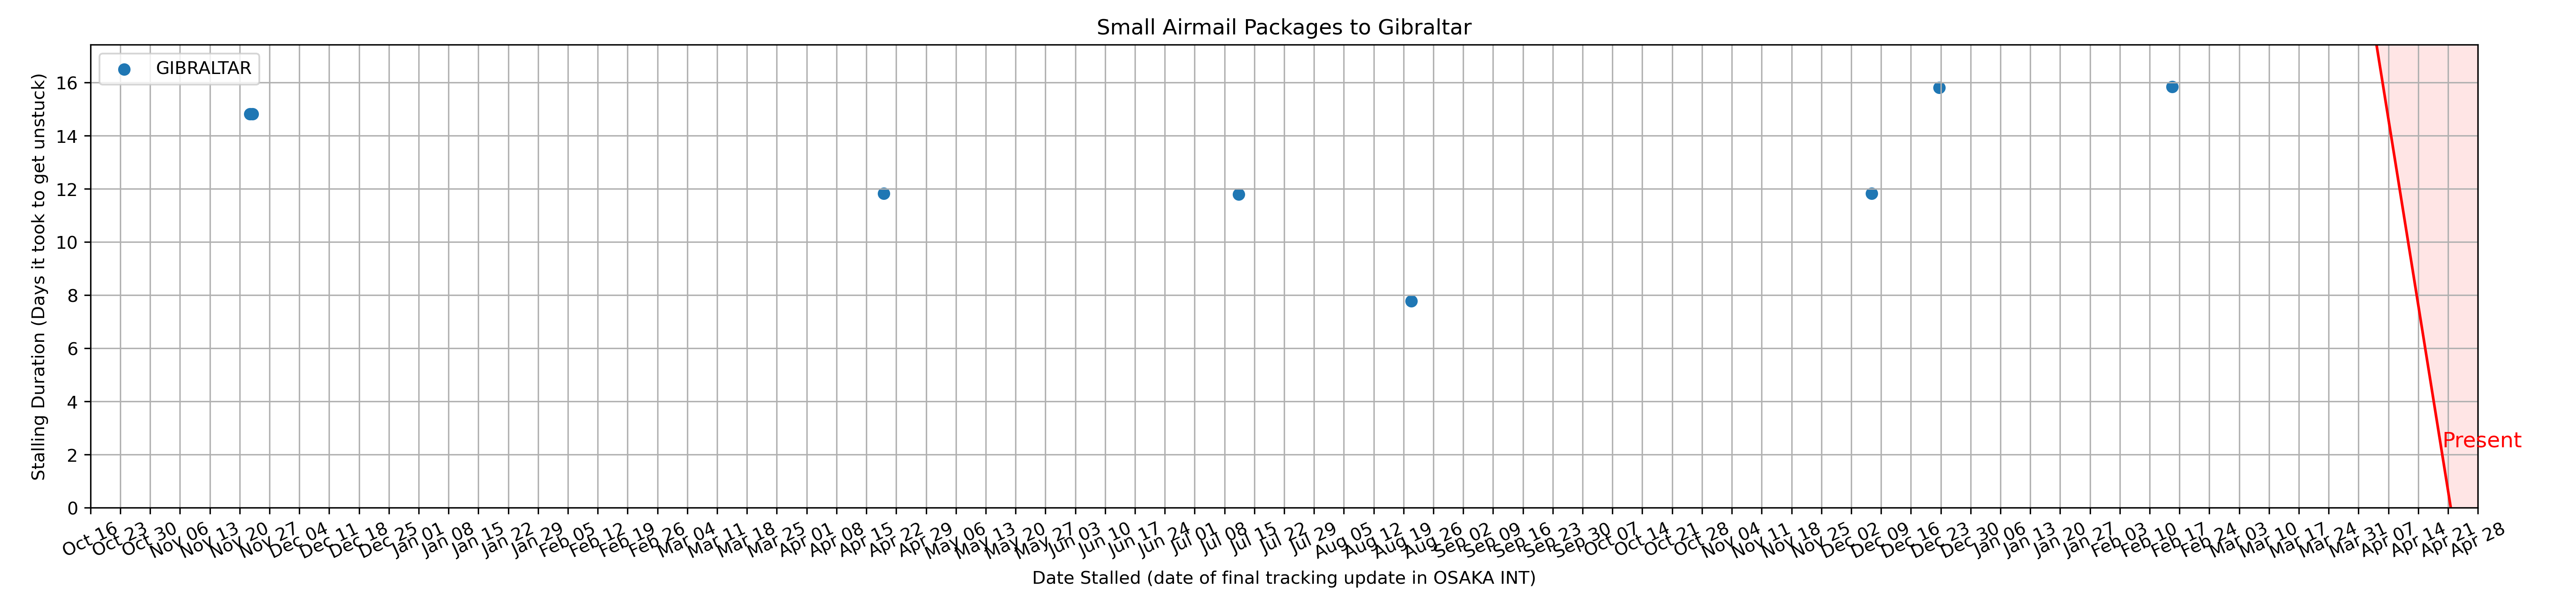 Small Airmail Packages to Gibraltar
GIBRALTAR
Stalling Duration (Days it took to get unstuck)
16
14
12
10
8
6
4
2
0
Present
Oct 16 Oct 23 Oct 30 Nov 06 Nov 13 Nov 20 Nov 27 Dec 04 Dec 11 Dec 18 Dec 25 Jan 01 Jan 08 Jan 15 Jan 22 Jan 29 Feb 05 Feb 12 Feb 19 Feb 26 Mar 04 Mar 11 Mar 18 Mar 25 Apr 01 Apr 08 Apr 15 Apr 22 Apr 29 May 06 May 13 May 20 May 27 Jun 03 Jun 10 Jun 17 Jun 24 Jul 01 Jul 08 Jul 15 Jul 22 Jul 29 Aug 05 Aug 12 Aug 19 Aug 26 Sep 02 Sep 09 Sep 16 Sep 23 Sep 30 Oct 07 Oct 14 Oct 21 Oct 28 Nov 04 Nov 11 Nov 18 Nov 25 Dec 02 Dec 09 Dec 16 Dec 23 Dec 30 Jan 06 Jan 13 Jan 20 Jan 27 Feb 03 Feb 10 Feb 17 Feb 24 Mar 03 Mar 10 Mar 17 Mar 24 Mar 31 Apr 07 Apr 14 Apr 21 Apr 28
Date Stalled (date of final tracking update in OSAKA INT)